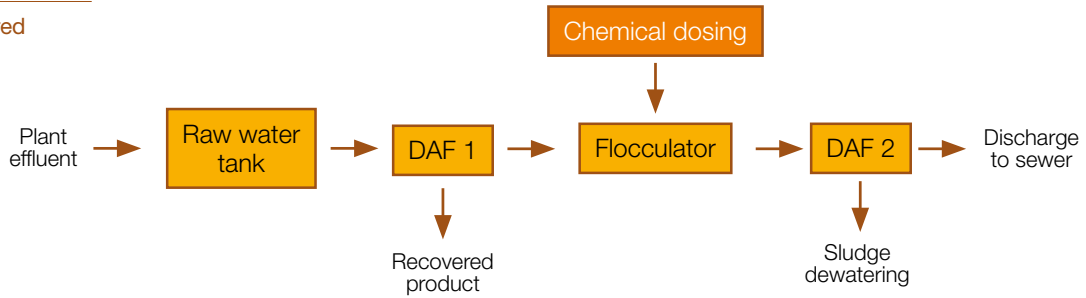 Chemical dosing
Plant
effluent
Raw water
tank
DAF 1
Flocculator
DAF 2
Discharge
to sewer
Recovered
product
Sludge
dewatering